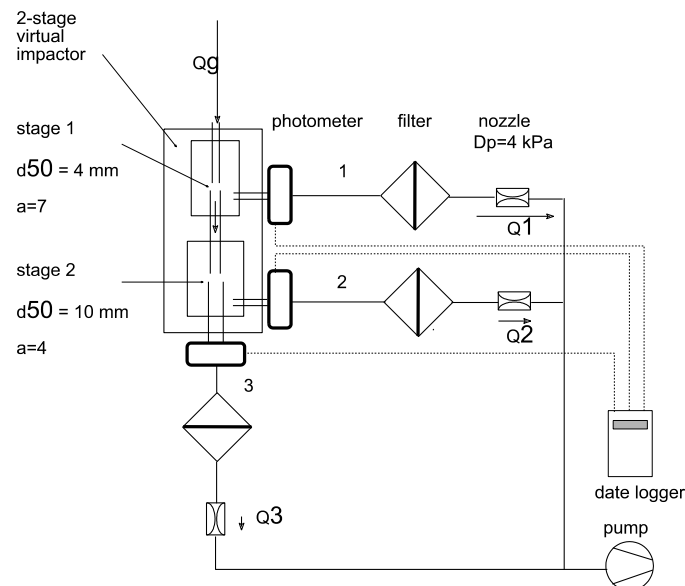 2-stage
virtual
impactor
Qg
photometer
filter
nozzle
Dp=4 kPa
stage 1
d50 = 4 mm
a=7
1
Q1
stage 2
d50 = 10 mm
a=4
2
Q2
3
Q3
date logger
pump